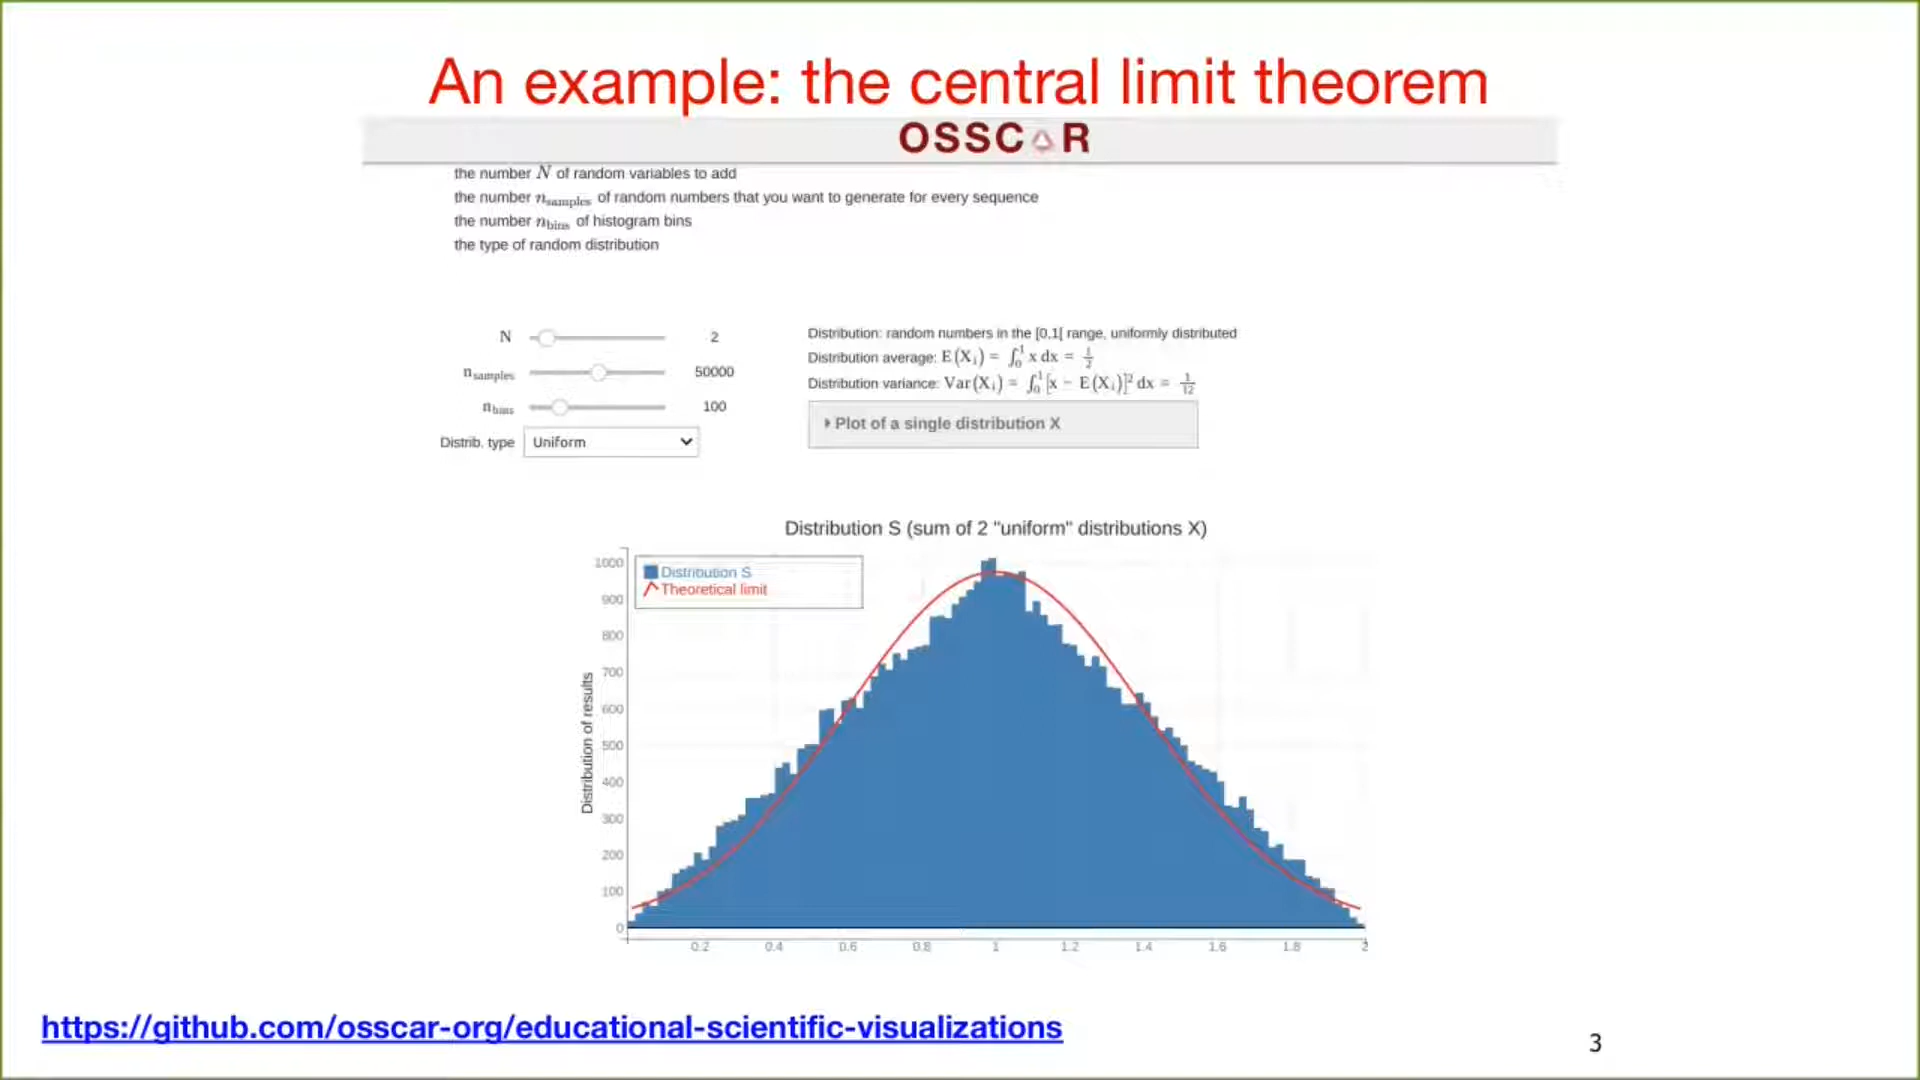 An example: the central limit theorem
OSSCAR
the number N of random variables to add
the number n_samples of random numbers that you want to generate for every sequence
the number n_bins of histogram bins
the type of random distribution
N 2
n_samples 50000
n_bins 100
Distrib. type Uniform
Distribution: random numbers in the [0,1[ range, uniformly distributed
Distribution average: E(X_i) = ∫_0^1 x dx = 1/2
Distribution variance: Var(X_i) = ∫_0^1 [x − E(X_i)]² dx = 1/12
Plot of a single distribution X
Distribution S (sum of 2 "uniform" distributions X)
Distribution S
Theoretical limit
Distribution of results
1000
900
800
700
600
500
400
300
200
100
0
0.2 0.4 0.6 0.8 1 1.2 1.4 1.6 1.8 2
https://github.com/osscar-org/educational-scientific-visualizations
3